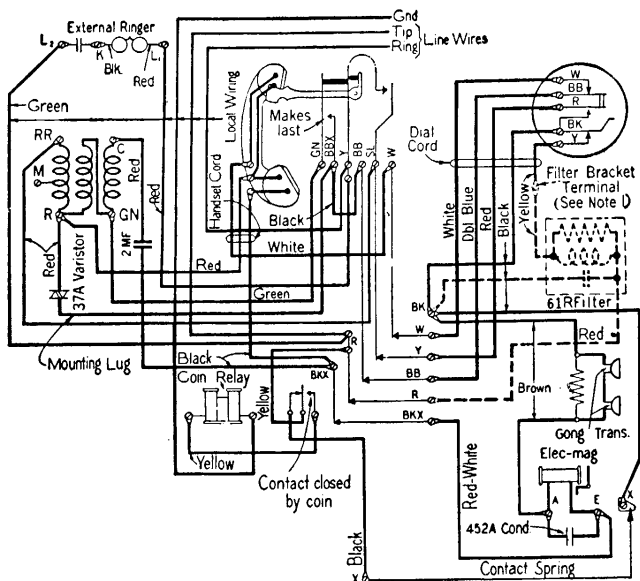 Gnd
Tip
Ring
Line Wires
External Ringer
L2
K
L1
Blk.
Red
Green
Local Wiring
Makes last
RR
C
M
R
GN
Red
Red
2 MF
Red
37A Varistor
Handset Cord
GN
BBX
Y
BB
SL
W
Black
White
Red
Green
Mounting Lug
W
BB
R
BK
Y
Dial Cord
Yellow
Filter Bracket Terminal (See Note 1)
White
Dbl Blue
Red
Black
61R Filter
BK
Red
R
W
Y
BB
R
BKX
BKX
Black
Coin Relay
Yellow
Yellow
Contact closed by coin
Brown
Gong Trans.
Elec-mag
A
E
452A Cond.
Red-White
Black
X
X
Contact Spring